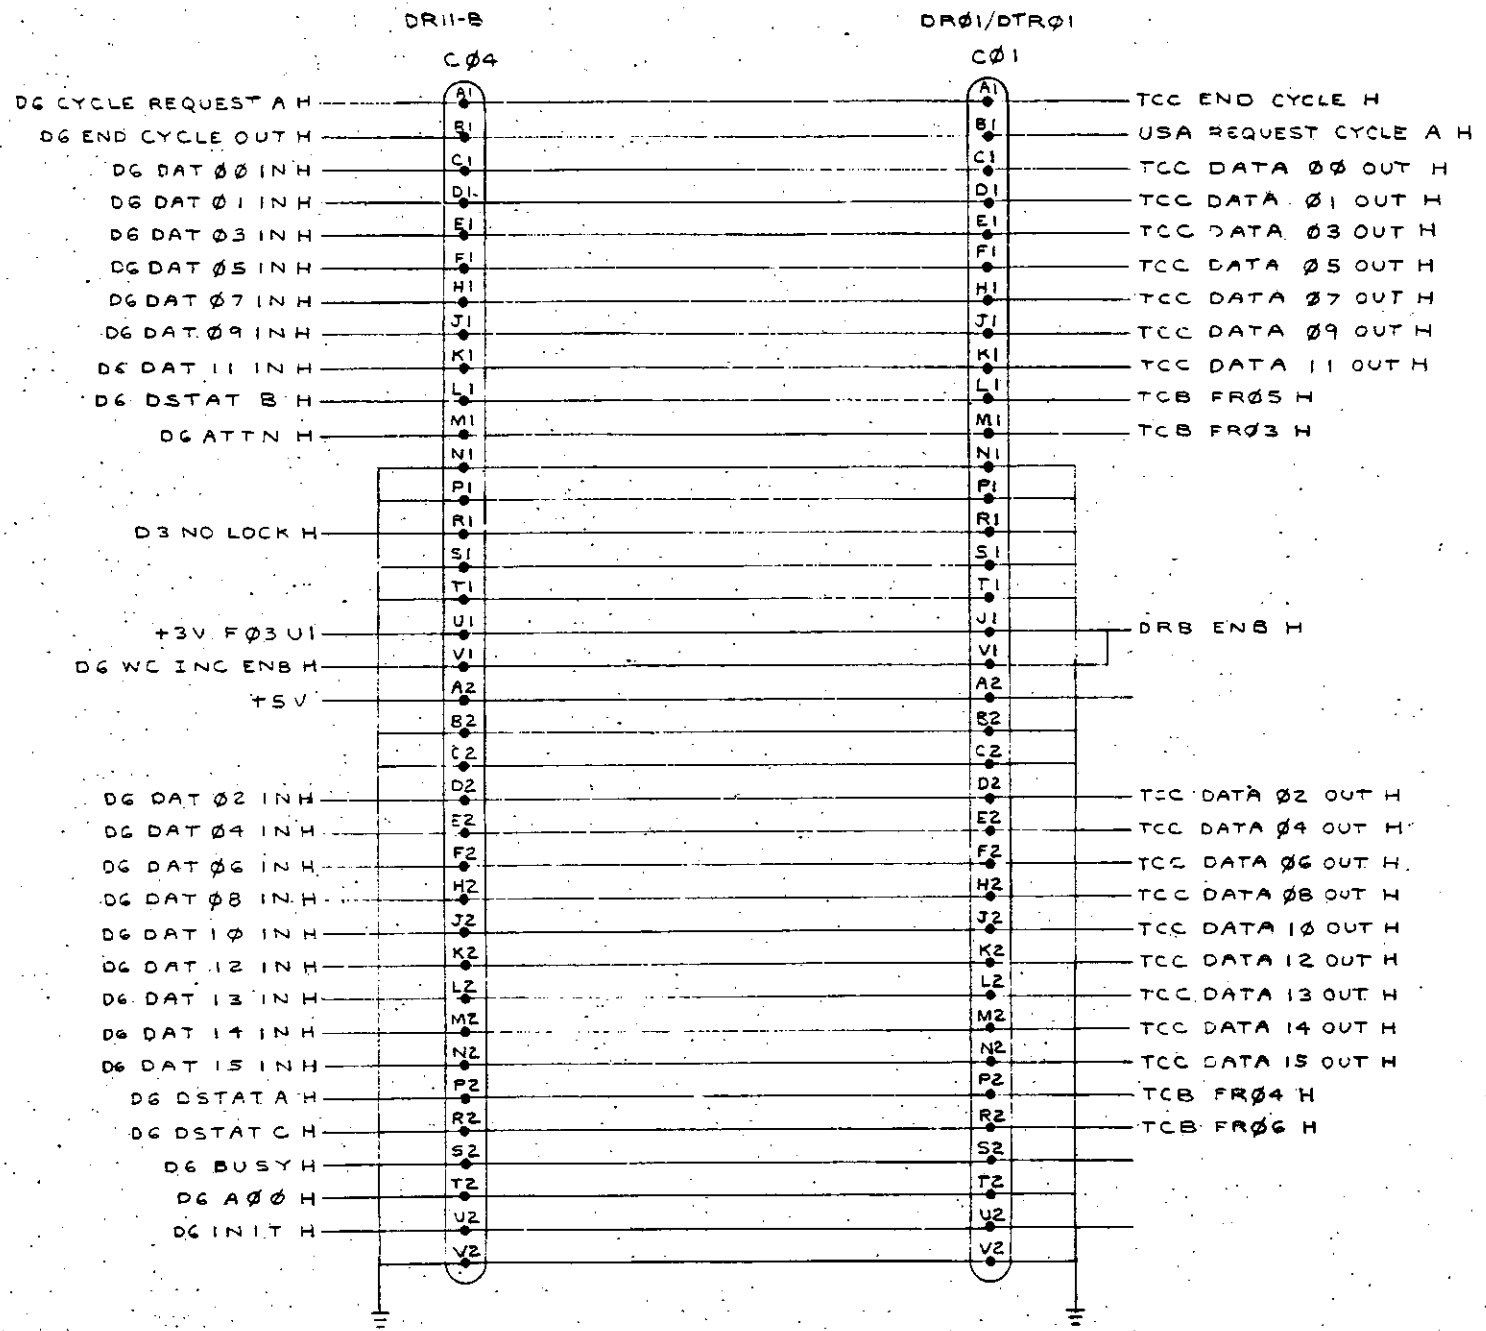 DR11-B DRØ1/DTRØ1
CØ4 CØ1
D6 CYCLE REQUEST A H A1 A1 TCC END CYCLE H
D6 END CYCLE OUT H B1 B1 USA REQUEST CYCLE A H
D6 DAT ØØ IN H C1 C1 TCC DATA ØØ OUT H
D6 DAT Ø1 IN H D1 D1 TCC DATA Ø1 OUT H
D6 DAT Ø3 IN H E1 E1 TCC DATA Ø3 OUT H
D6 DAT Ø5 IN H F1 F1 TCC DATA Ø5 OUT H
D6 DAT Ø7 IN H H1 H1 TCC DATA Ø7 OUT H
D6 DAT Ø9 IN H J1 J1 TCC DATA Ø9 OUT H
D6 DAT 11 IN H K1 K1 TCC DATA 11 OUT H
D6 DSTAT B H L1 L1 TCB FRØ5 H
D6 ATTN H M1 M1 TCB FRØ3 H
N1 N1
P1 P1
D3 NO LOCK H R1 R1
S1 S1
T1 T1
+3V FØ3 U1 U1 U1 DRB ENB H
D6 WC INC ENB H V1 V1
+5V A2 A2
B2 B2
C2 C2
D6 DAT Ø2 IN H D2 D2 TCC DATA Ø2 OUT H
D6 DAT Ø4 IN H E2 E2 TCC DATA Ø4 OUT H
D6 DAT Ø6 IN H F2 F2 TCC DATA Ø6 OUT H
D6 DAT Ø8 IN H H2 H2 TCC DATA Ø8 OUT H
D6 DAT 1Ø IN H J2 J2 TCC DATA 1Ø OUT H
D6 DAT 12 IN H K2 K2 TCC DATA 12 OUT H
D6 DAT 13 IN H L2 L2 TCC DATA 13 OUT H
D6 DAT 14 IN H M2 M2 TCC DATA 14 OUT H
D6 DAT 15 IN H N2 N2 TCC DATA 15 OUT H
D6 DSTAT A H P2 P2 TCB FRØ4 H
D6 DSTAT C H R2 R2 TCB FRØ6 H
D6 BUSY H S2 S2
D6 AØØ H T2 T2
D6 INIT H U2 U2
V2 V2